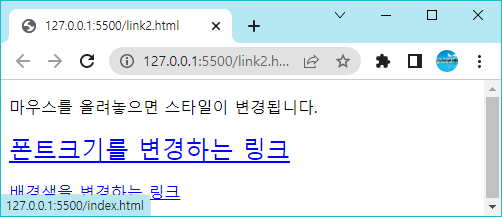 127.0.0.1:5500/link2.html
127.0.0.1:5500/link2.h...
마우스를 올려놓으면 스타일이 변경됩니다.
폰트크기를 변경하는 링크
배경색을 변경하는 링크
127.0.0.1:5500/index.html